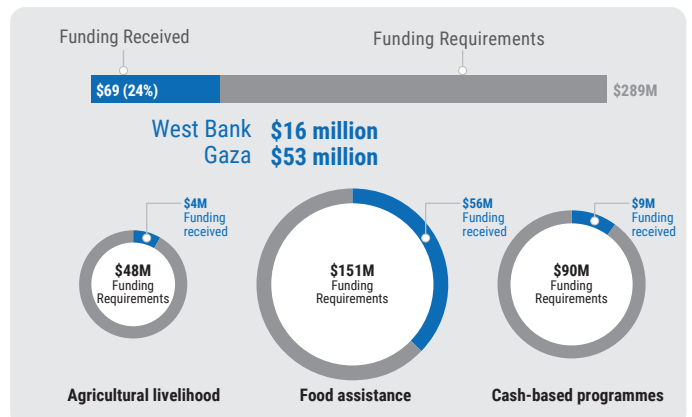 Funding Received
Funding Requirements
$69 (24%)
$289M
West Bank $16 million
Gaza $53 million
$4M
Funding
received
$48M
Funding
Requirements
$56M
Funding
received
$151M
Funding
Requirements
$9M
Funding
received
$90M
Funding
Requirements
Agricultural livelihood
Food assistance
Cash-based programmes